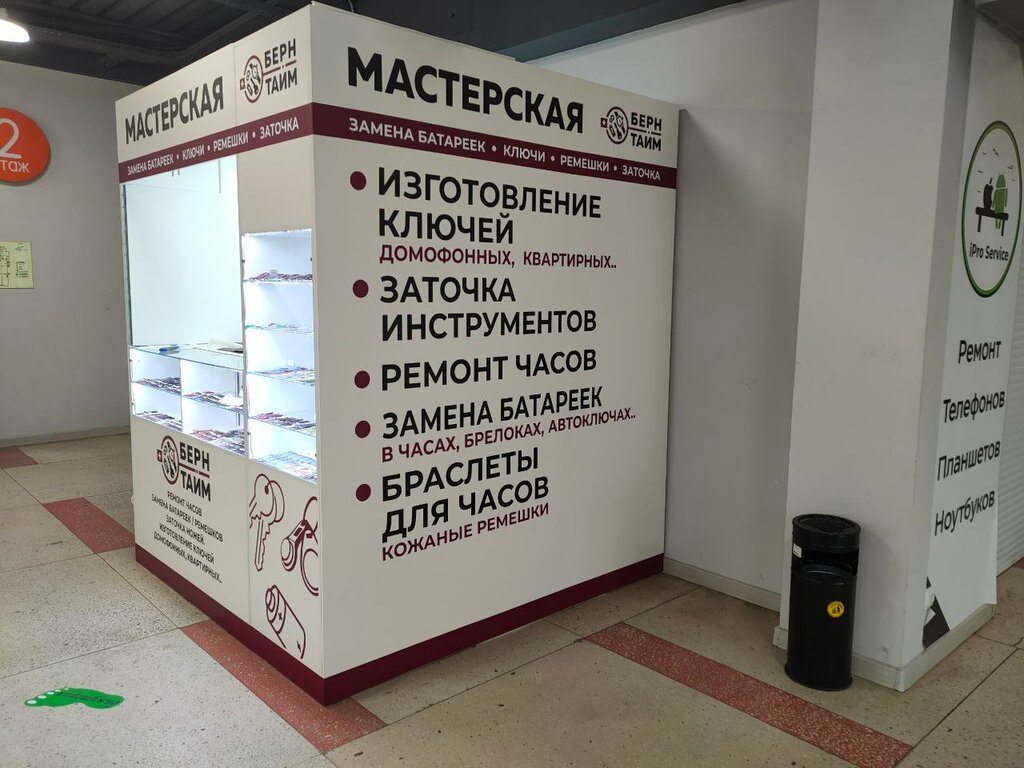 2
этаж
МАСТЕРСКАЯ
БЕРН
ТАЙМ
ЗАМЕНА БАТАРЕЕК • КЛЮЧИ • РЕМЕШКИ • ЗАТОЧКА
БЕРН
ТАЙМ
РЕМОНТ ЧАСОВ
ЗАМЕНА БАТАРЕЕК / РЕМЕШКОВ
ЗАТОЧКА НОЖЕЙ,
ИЗГОТОВЛЕНИЕ КЛЮЧЕЙ
ДОМОФОННЫХ, КВАРТИРНЫХ..
МАСТЕРСКАЯ
БЕРН
ТАЙМ
ЗАМЕНА БАТАРЕЕК • КЛЮЧИ • РЕМЕШКИ • ЗАТОЧКА
• ИЗГОТОВЛЕНИЕ
КЛЮЧЕЙ
ДОМОФОННЫХ, КВАРТИРНЫХ..
• ЗАТОЧКА
ИНСТРУМЕНТОВ
• РЕМОНТ ЧАСОВ
• ЗАМЕНА БАТАРЕЕК
В ЧАСАХ, БРЕЛОКАХ, АВТОКЛЮЧАХ..
• БРАСЛЕТЫ
ДЛЯ ЧАСОВ
КОЖАНЫЕ РЕМЕШКИ
iPro Service
Ремонт
Телефонов
Планшетов
Ноутбуков